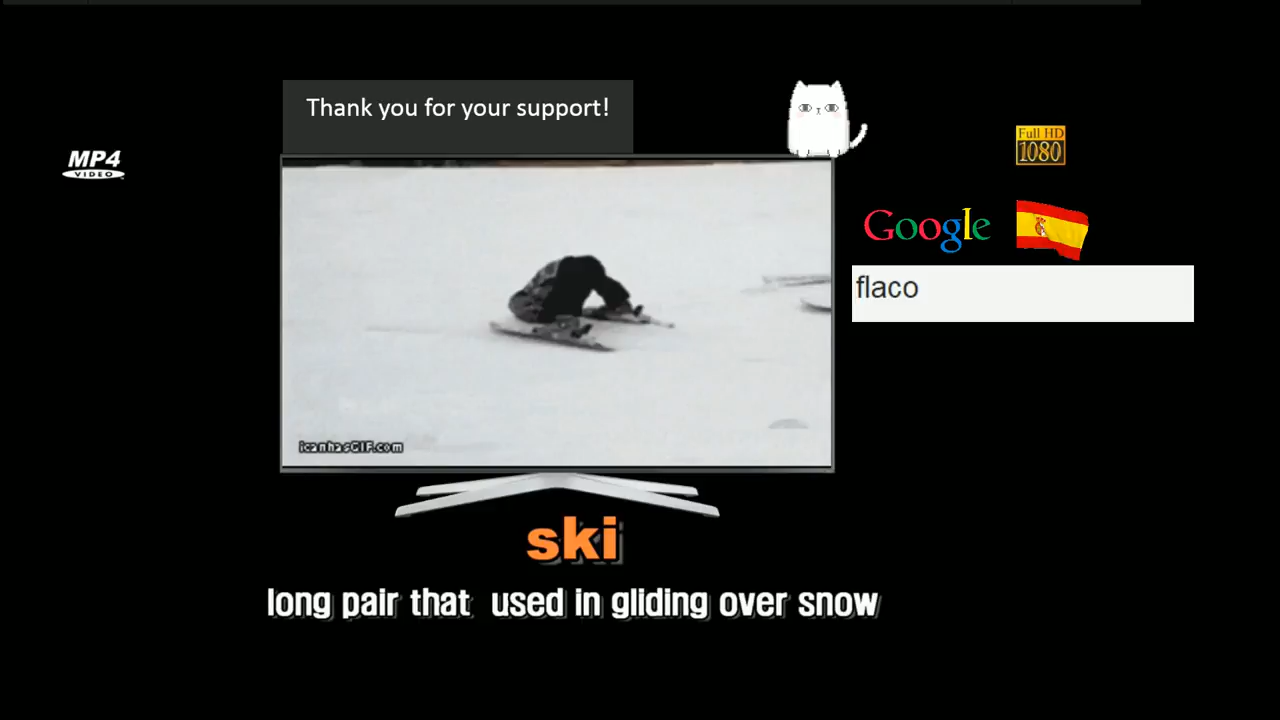 Thank you for your support!
MP4
VIDEO
Full HD
1080
Google
flaco
icanhasGIF.com
ski
long pair that  used in gliding over snow